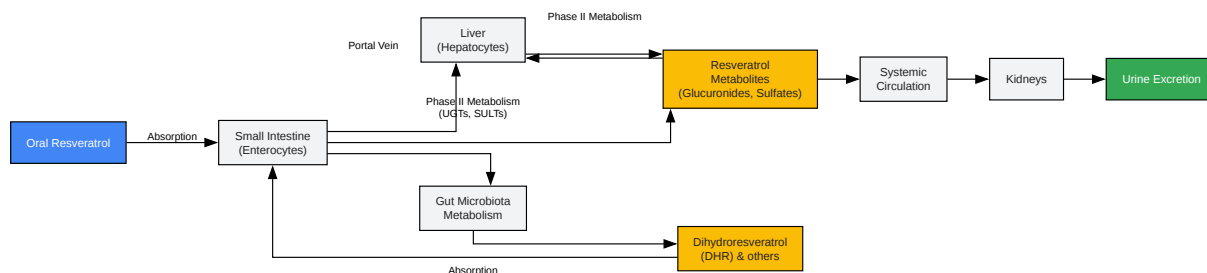 Phase II Metabolism
Portal Vein
Liver
(Hepatocytes)
Resveratrol
Metabolites
(Glucuronides, Sulfates)
Systemic
Circulation
Kidneys
Urine Excretion
Phase II Metabolism
(UGTs, SULTs)
Oral Resveratrol
Absorption
Small Intestine
(Enterocytes)
Gut Microbiota
Metabolism
Dihydroresveratrol
(DHR) & others
Absorption